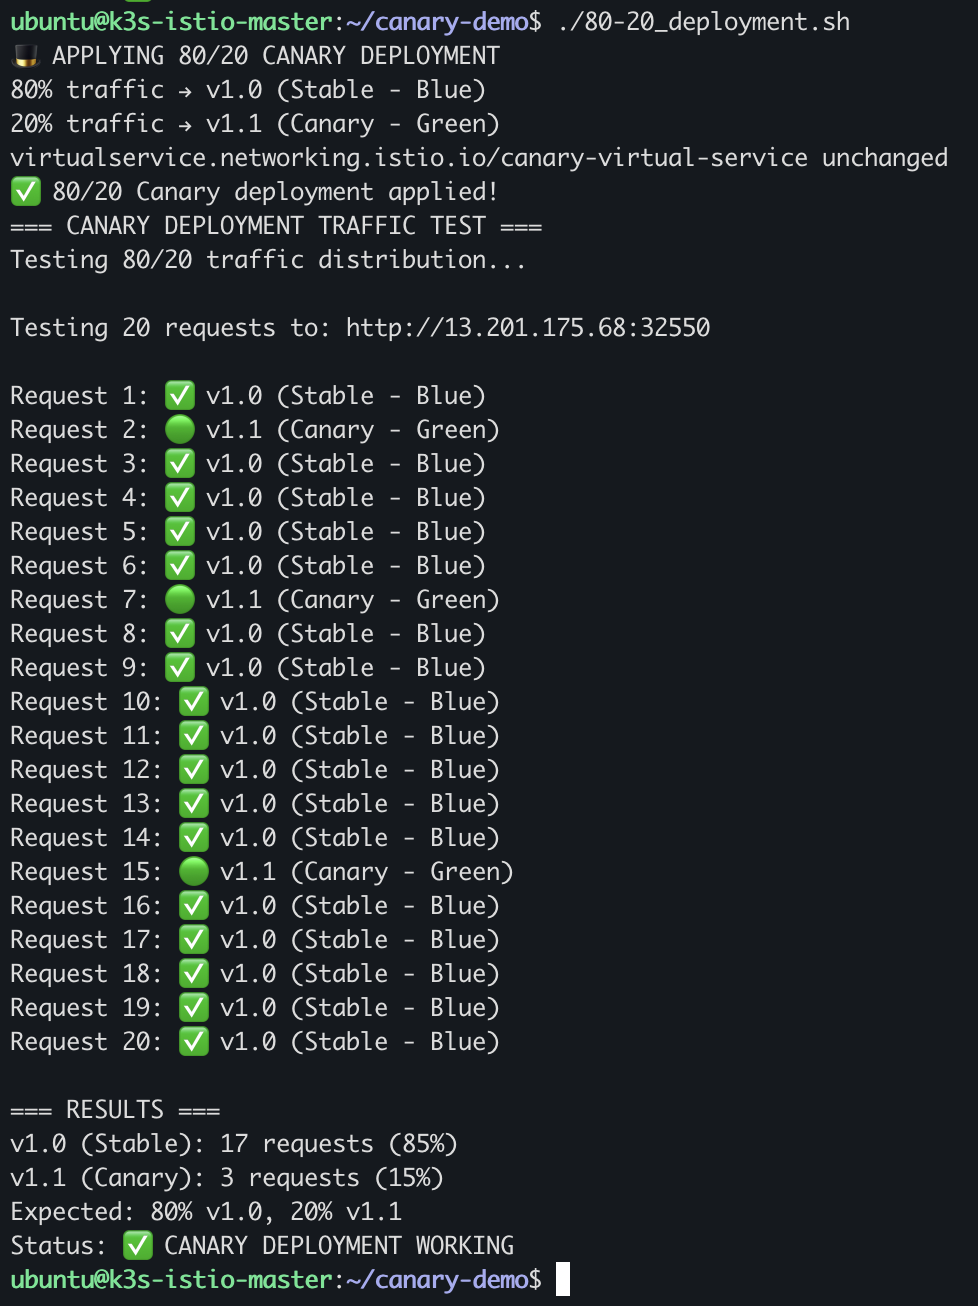 ubuntu@k3s-istio-master:~/canary-demo$ ./80-20_deployment.sh
🎩 APPLYING 80/20 CANARY DEPLOYMENT
80% traffic → v1.0 (Stable - Blue)
20% traffic → v1.1 (Canary - Green)
virtualservice.networking.istio.io/canary-virtual-service unchanged
✅ 80/20 Canary deployment applied!
=== CANARY DEPLOYMENT TRAFFIC TEST ===
Testing 80/20 traffic distribution...
Testing 20 requests to: http://13.201.175.68:32550
Request 1: ✅ v1.0 (Stable - Blue)
Request 2: 🟢 v1.1 (Canary - Green)
Request 3: ✅ v1.0 (Stable - Blue)
Request 4: ✅ v1.0 (Stable - Blue)
Request 5: ✅ v1.0 (Stable - Blue)
Request 6: ✅ v1.0 (Stable - Blue)
Request 7: 🟢 v1.1 (Canary - Green)
Request 8: ✅ v1.0 (Stable - Blue)
Request 9: ✅ v1.0 (Stable - Blue)
Request 10: ✅ v1.0 (Stable - Blue)
Request 11: ✅ v1.0 (Stable - Blue)
Request 12: ✅ v1.0 (Stable - Blue)
Request 13: ✅ v1.0 (Stable - Blue)
Request 14: ✅ v1.0 (Stable - Blue)
Request 15: 🟢 v1.1 (Canary - Green)
Request 16: ✅ v1.0 (Stable - Blue)
Request 17: ✅ v1.0 (Stable - Blue)
Request 18: ✅ v1.0 (Stable - Blue)
Request 19: ✅ v1.0 (Stable - Blue)
Request 20: ✅ v1.0 (Stable - Blue)
=== RESULTS ===
v1.0 (Stable): 17 requests (85%)
v1.1 (Canary): 3 requests (15%)
Expected: 80% v1.0, 20% v1.1
Status: ✅ CANARY DEPLOYMENT WORKING
ubuntu@k3s-istio-master:~/canary-demo$